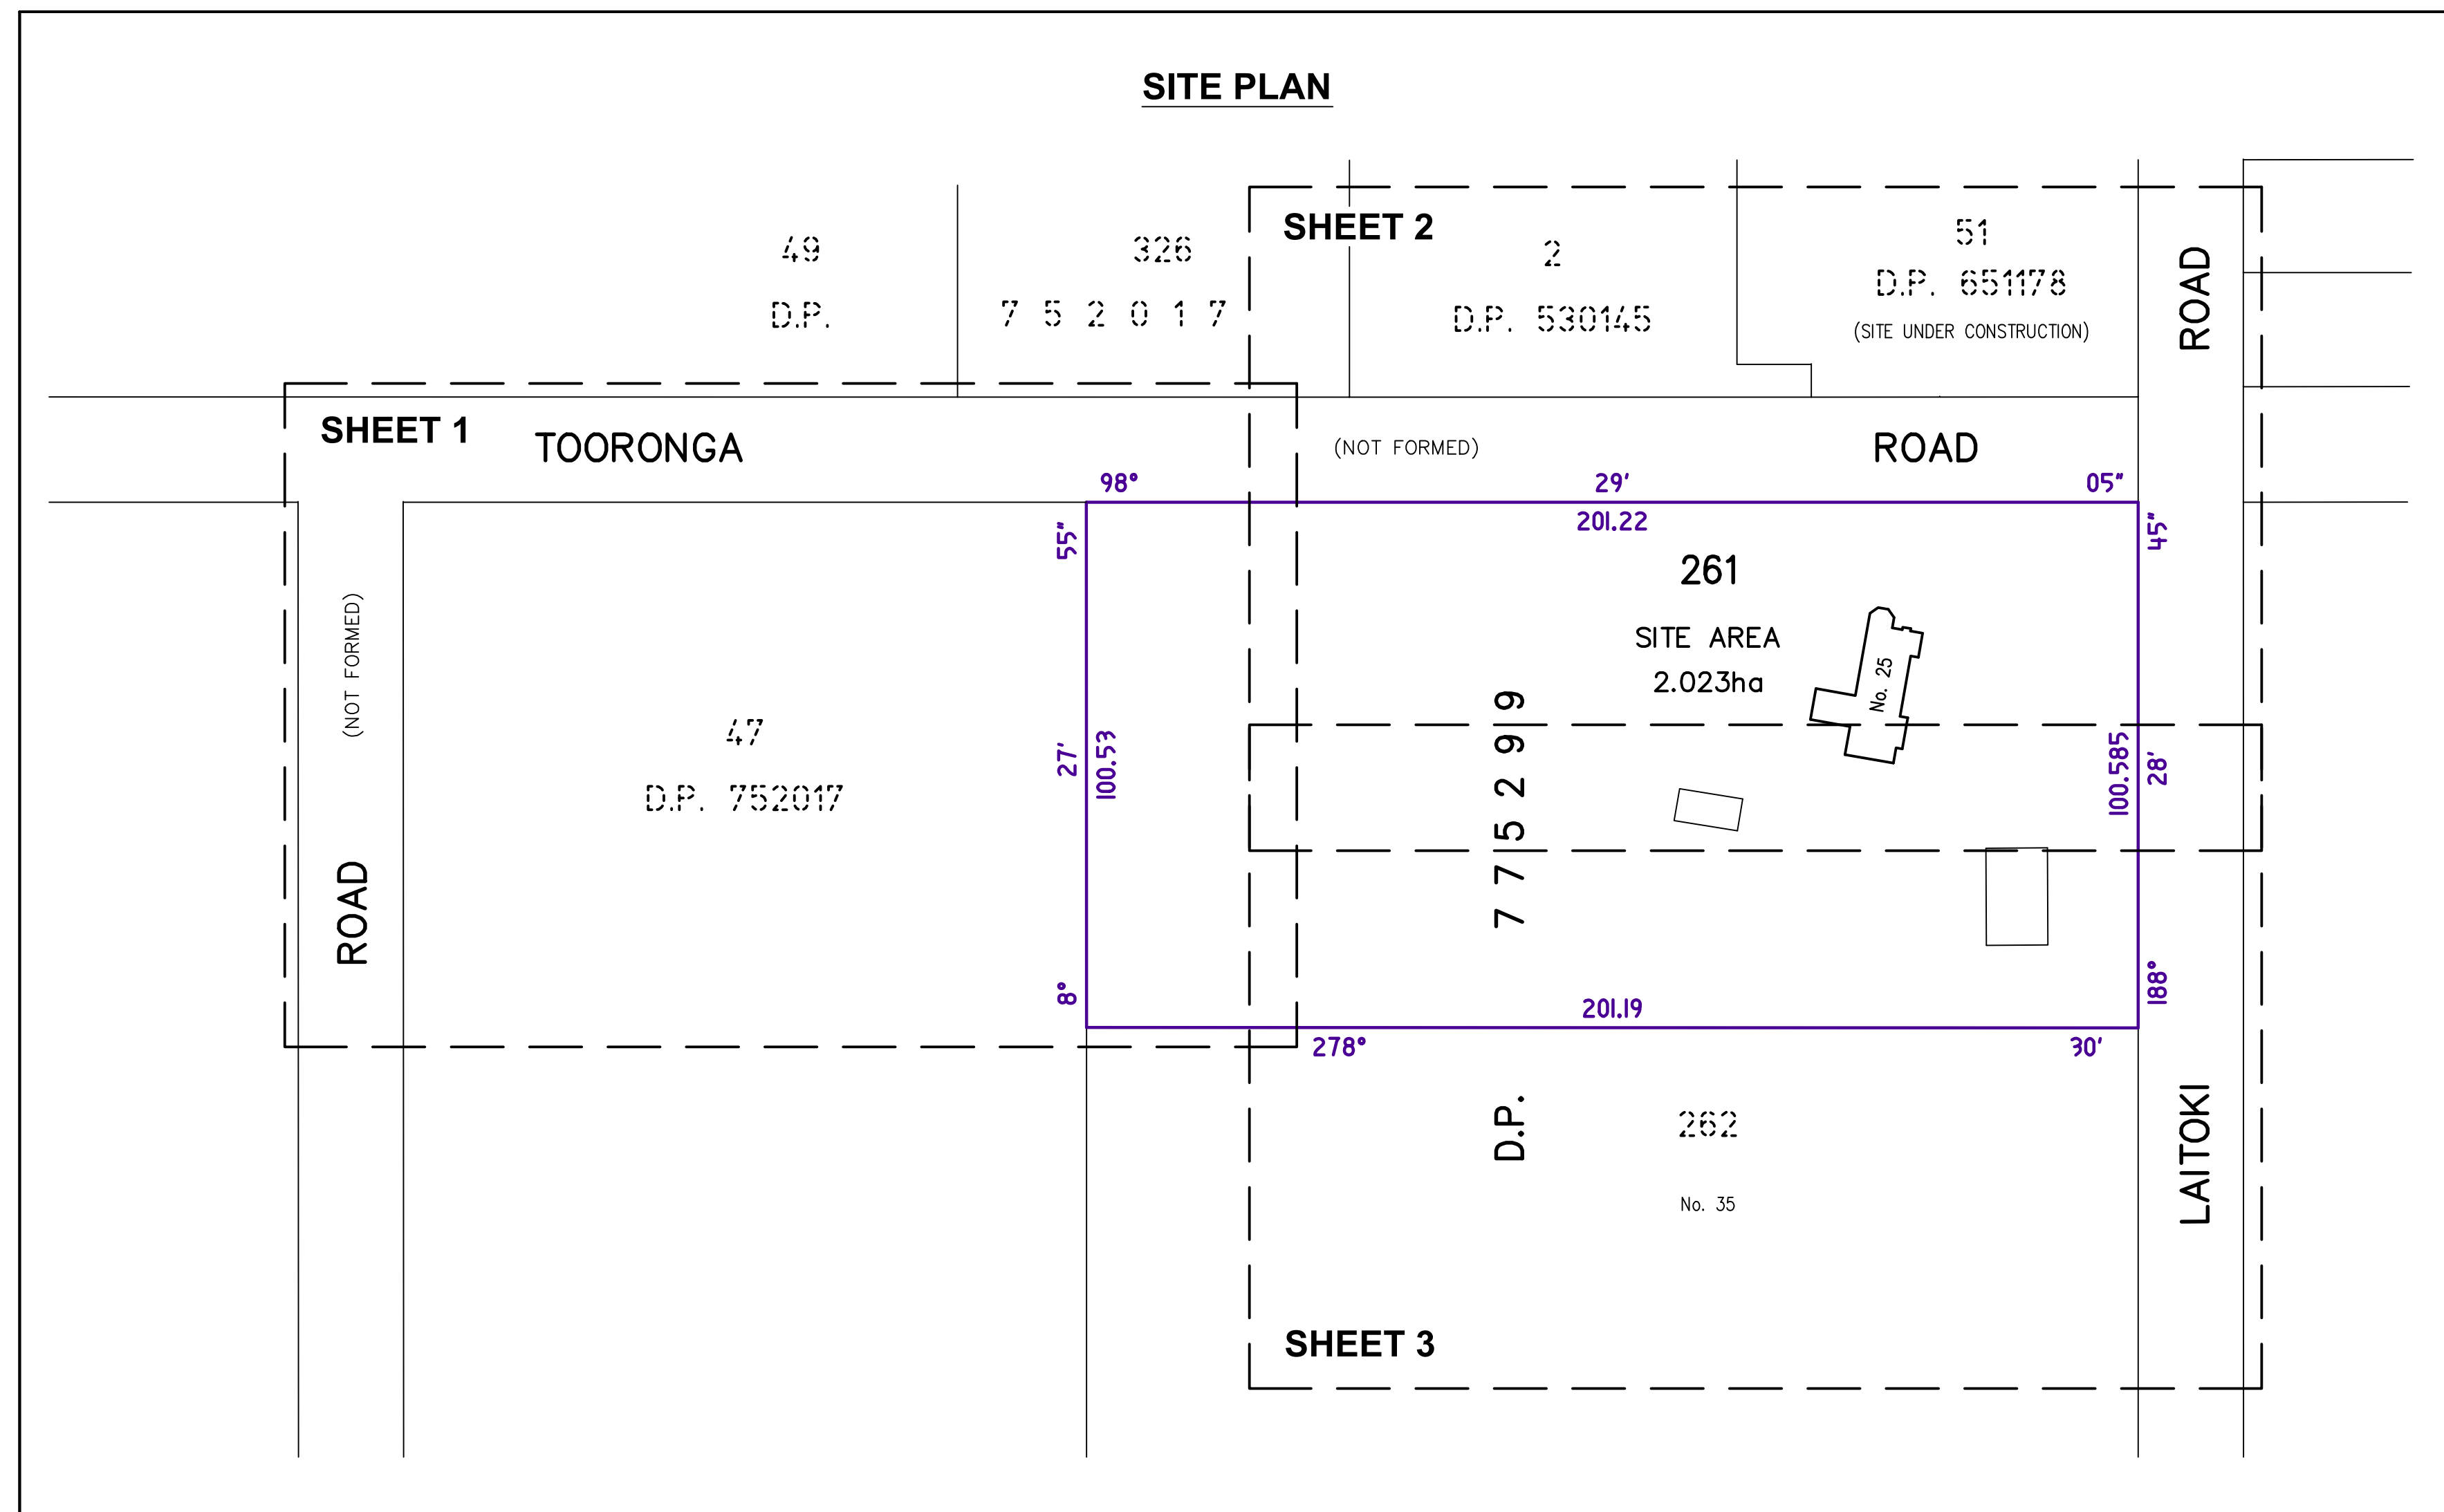 SITE PLAN
SHEET 2
49
D.P.
326
7 5 2 0 1 7
2
D.P. 530145
51
D.P. 651178
(SITE UNDER CONSTRUCTION)
ROAD
SHEET 1
TOORONGA
(NOT FORMED)
ROAD
98° 29' 05"
201.22
55"
27'
8°
100.53
45"
28'
188°
100.585
261
SITE AREA
2.023ha
No. 25
(NOT FORMED)
ROAD
47
D.P. 752017
D.P. 7 7 5 2 9 9
201.19
278° 30'
262
No. 35
LAITOKI
SHEET 3